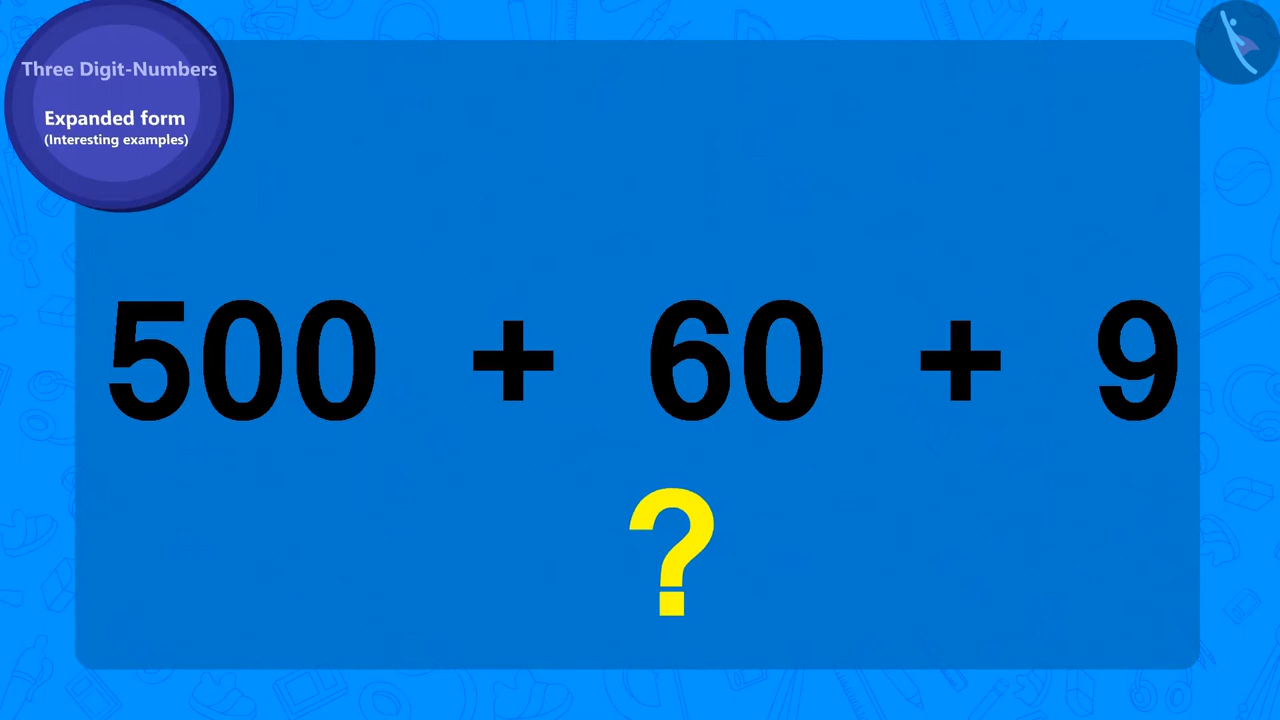 Three Digit-Numbers
Expanded form
(Interesting examples)
500 + 60 + 9
?